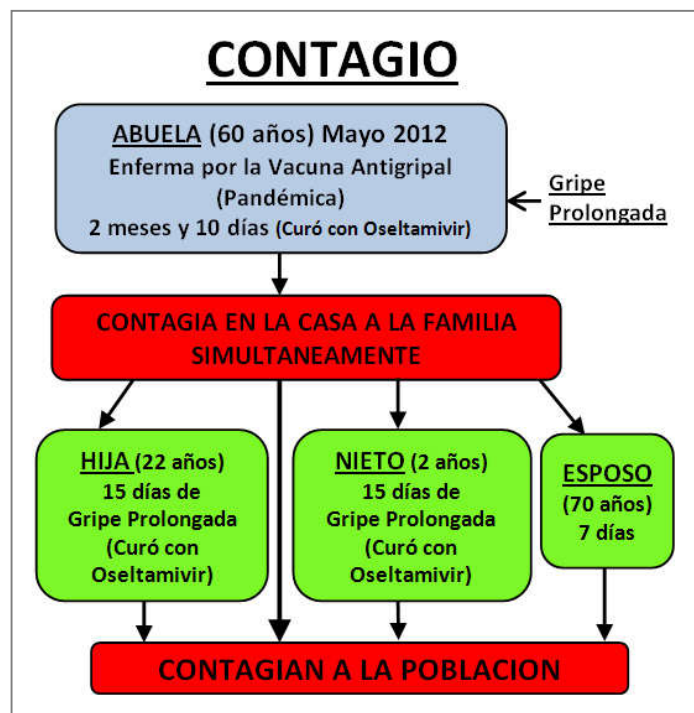 CONTAGIO
ABUELA (60 años) Mayo 2012
Enferma por la Vacuna Antigripal
(Pandémica)
2 meses y 10 días (Curó con Oseltamivir)
Gripe
Prolongada
CONTAGIA EN LA CASA A LA FAMILIA
SIMULTANEAMENTE
HIJA (22 años)
15 días de
Gripe Prolongada
(Curó con
Oseltamivir)
NIETO (2 años)
15 días de
Gripe Prolongada
(Curó con
Oseltamivir)
ESPOSO
(70 años)
7 días
CONTAGIAN A LA POBLACION